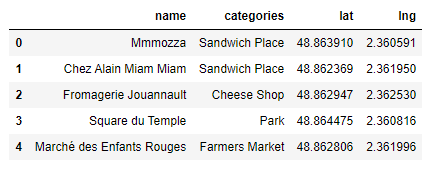 name categories lat lng
0 Mmmozza Sandwich Place 48.863910 2.360591
1 Chez Alain Miam Miam Sandwich Place 48.862369 2.361950
2 Fromagerie Jouannault Cheese Shop 48.862947 2.362530
3 Square du Temple Park 48.864475 2.360816
4 Marché des Enfants Rouges Farmers Market 48.862806 2.361996